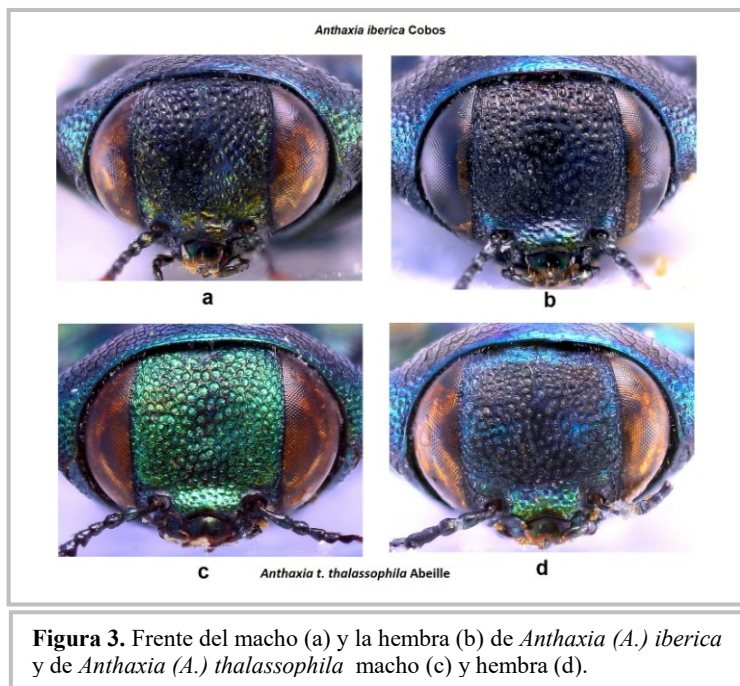 Anthaxia iberica Cobos
a
b
c
Anthaxia t. thalassophila Abeille
d
Figura 3. Frente del macho (a) y la hembra (b) de Anthaxia (A.) iberica
y de Anthaxia (A.) thalassophila macho (c) y hembra (d).